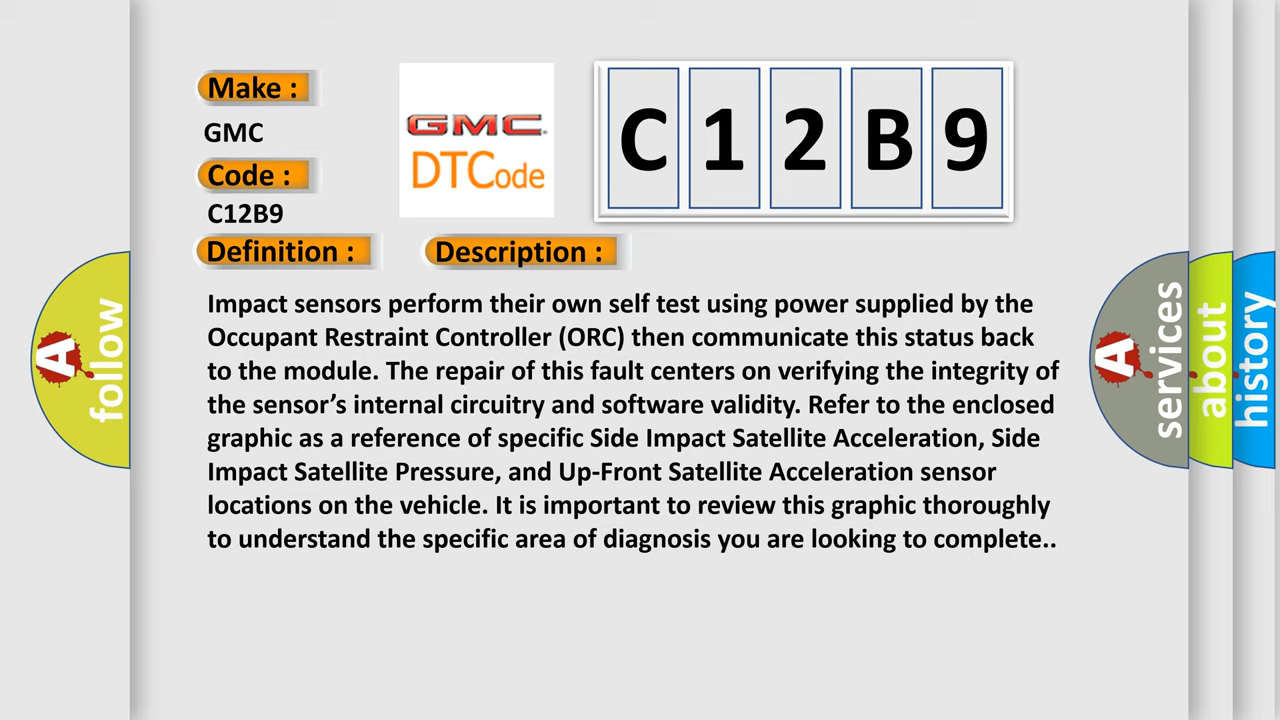 Make :
GMC
Code :
C12B9
Definition :
Description :
GMC
DTCode
C12B9
Impact sensors perform their own self test using power supplied by the
Occupant Restraint Controller (ORC) then communicate this status back
to the module. The repair of this fault centers on verifying the integrity of
the sensor’s internal circuitry and software validity. Refer to the enclosed
graphic as a reference of specific Side Impact Satellite Acceleration, Side
Impact Satellite Pressure, and Up-Front Satellite Acceleration sensor
locations on the vehicle. It is important to review this graphic thoroughly
to understand the specific area of diagnosis you are looking to complete..
A
follow
A
services
about
history